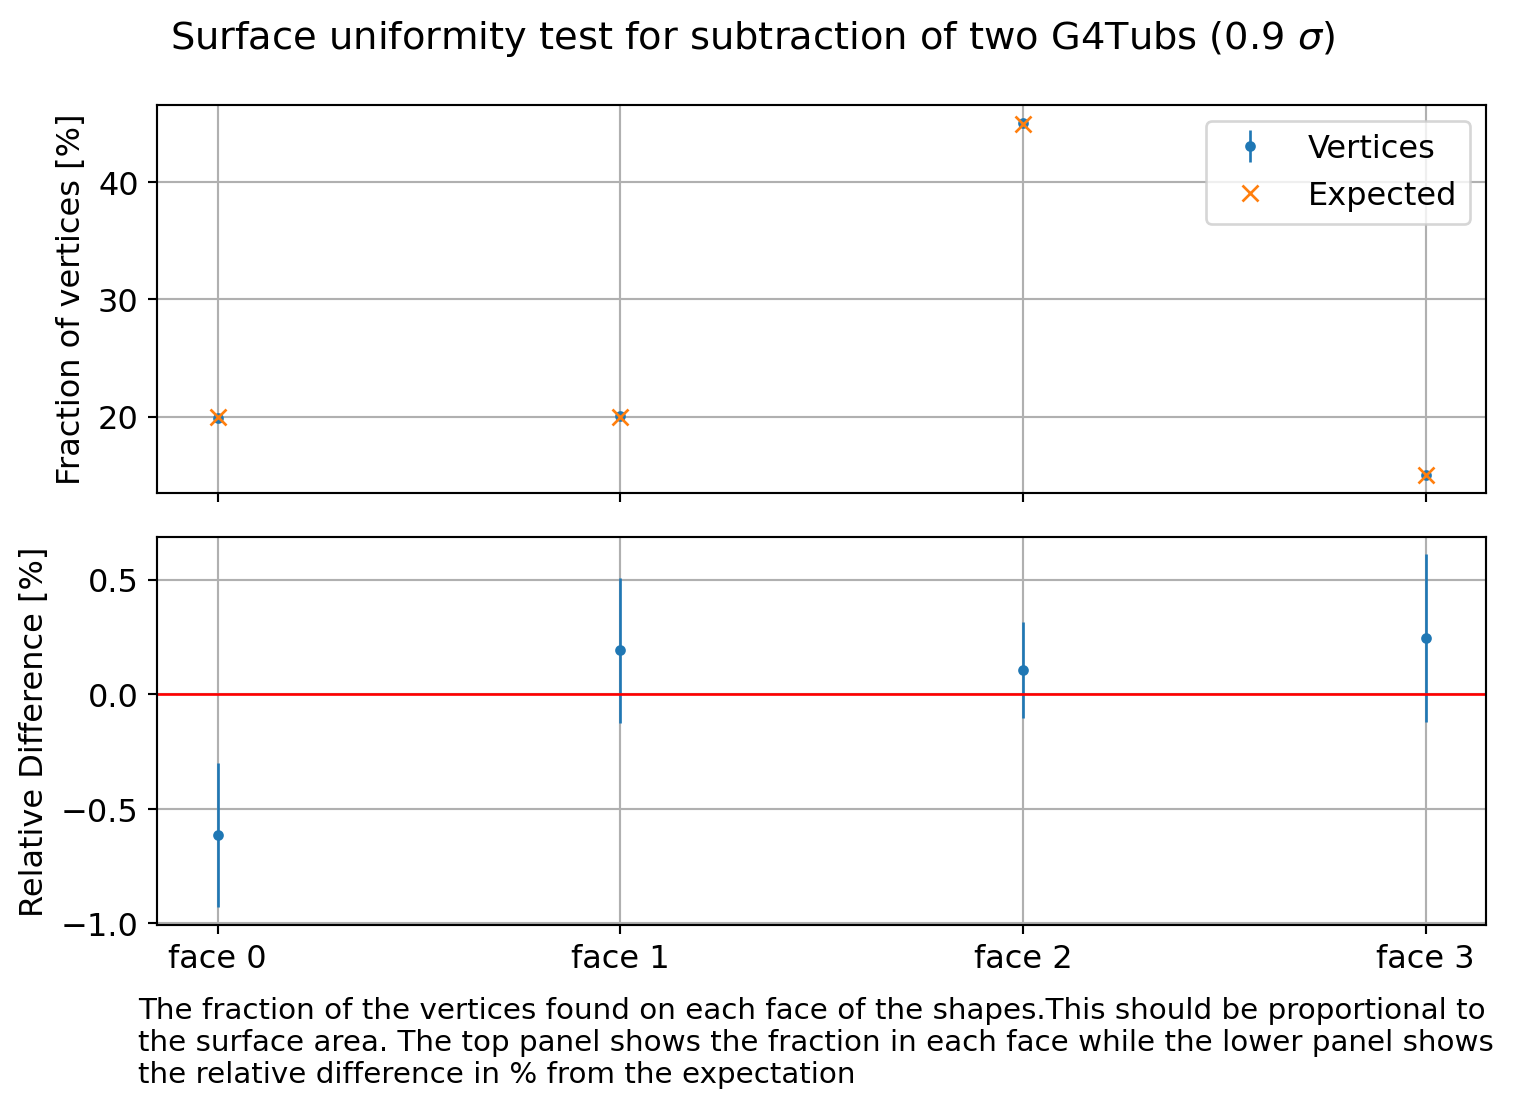 Surface uniformity test for subtraction of two G4Tubs (0.9 σ)
Fraction of vertices [%]
40
30
20
Vertices
Expected
Relative Difference [%]
0.5
0.0
−0.5
−1.0
face 0
face 1
face 2
face 3
The fraction of the vertices found on each face of the shapes.This should be proportional to
the surface area. The top panel shows the fraction in each face while the lower panel shows
the relative difference in % from the expectation